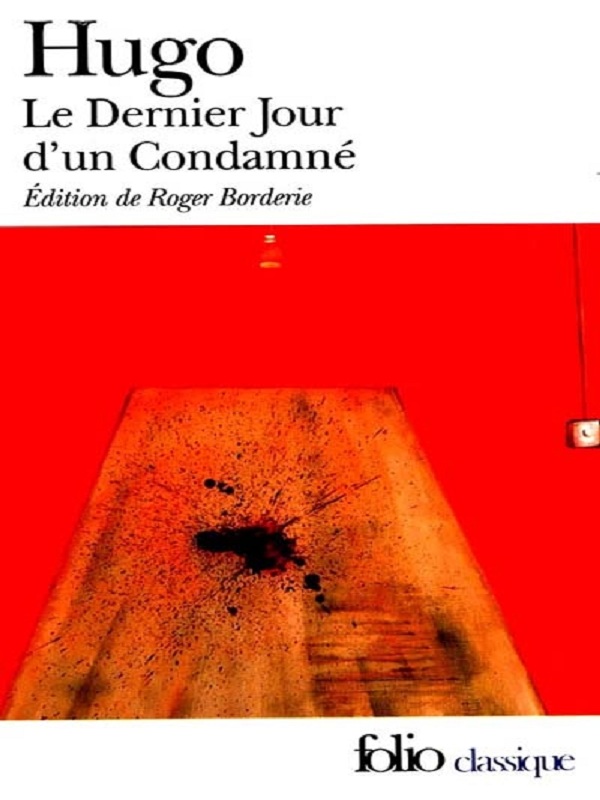 Hugo
Le Dernier Jour
d'un Condamné
Édition de Roger Borderie
folio classique